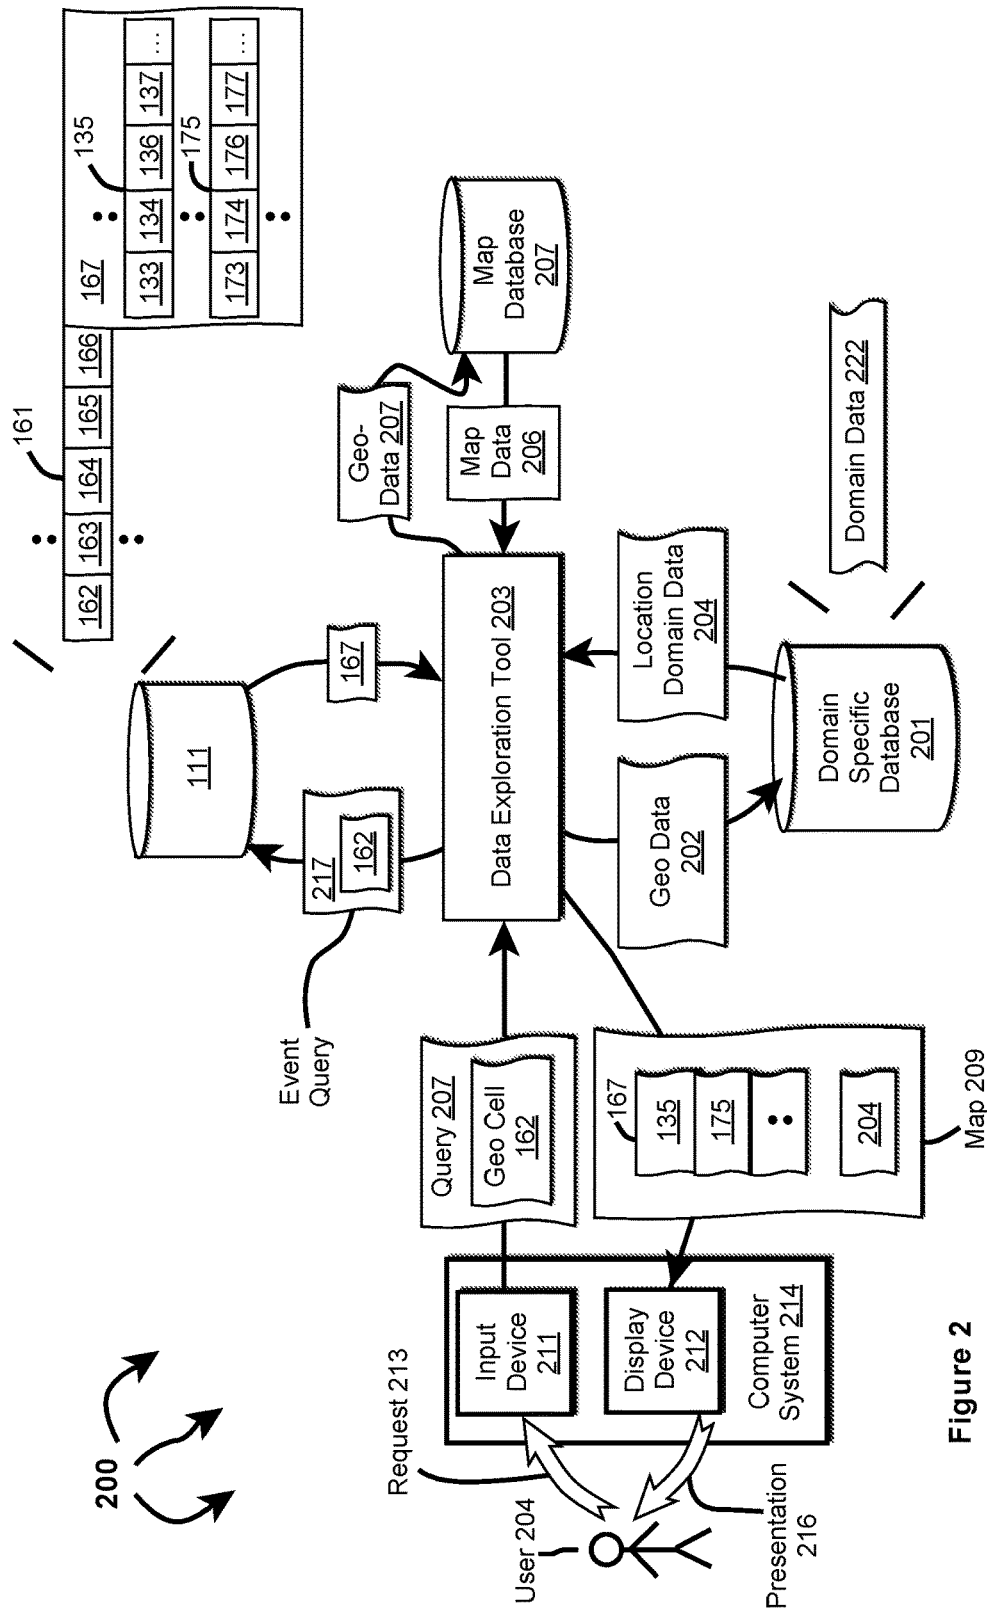 200
161
162 163 164 165 166
167
135
133 134 136 137 ...
175
173 174 176 177 ...
111
217
162
167
Event
Query
Geo-
Data 207
Map
Data
206
Map
Database
207
Query 207
Geo Cell
162
Data Exploration Tool 203
Request 213
User 204
Input
Device
211
Display
Device
212
Computer
System 214
Presentation
216
167
135
175
204
Map 209
Geo Data
202
Location
Domain Data
204
Domain
Specific
Database
201
Domain Data 222
Figure 2